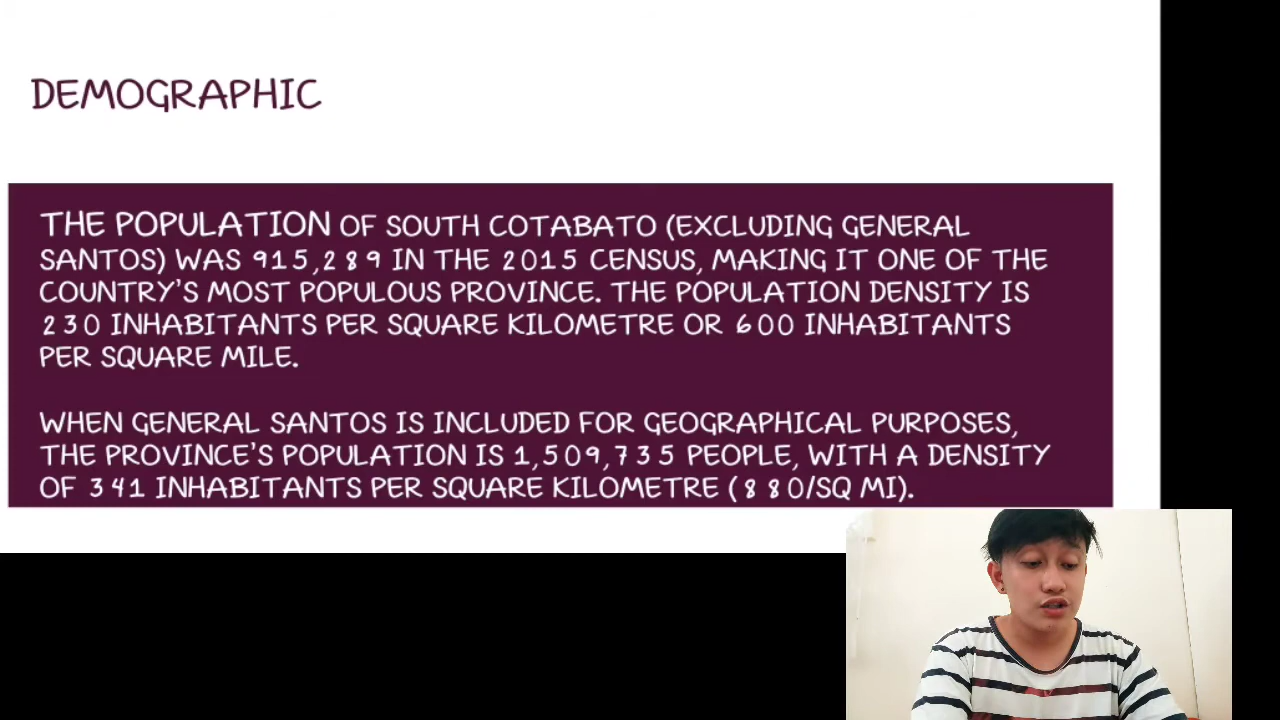 DEMOGRAPHIC
THE POPULATION OF SOUTH COTABATO (EXCLUDING GENERAL
SANTOS) WAS 915,289 IN THE 2015 CENSUS, MAKING IT ONE OF THE
COUNTRY'S MOST POPULOUS PROVINCE. THE POPULATION DENSITY IS
230 INHABITANTS PER SQUARE KILOMETRE OR 600 INHABITANTS
PER SQUARE MILE.
WHEN GENERAL SANTOS IS INCLUDED FOR GEOGRAPHICAL PURPOSES,
THE PROVINCE'S POPULATION IS 1,509,735 PEOPLE, WITH A DENSITY
OF 341 INHABITANTS PER SQUARE KILOMETRE (880/SQ MI).